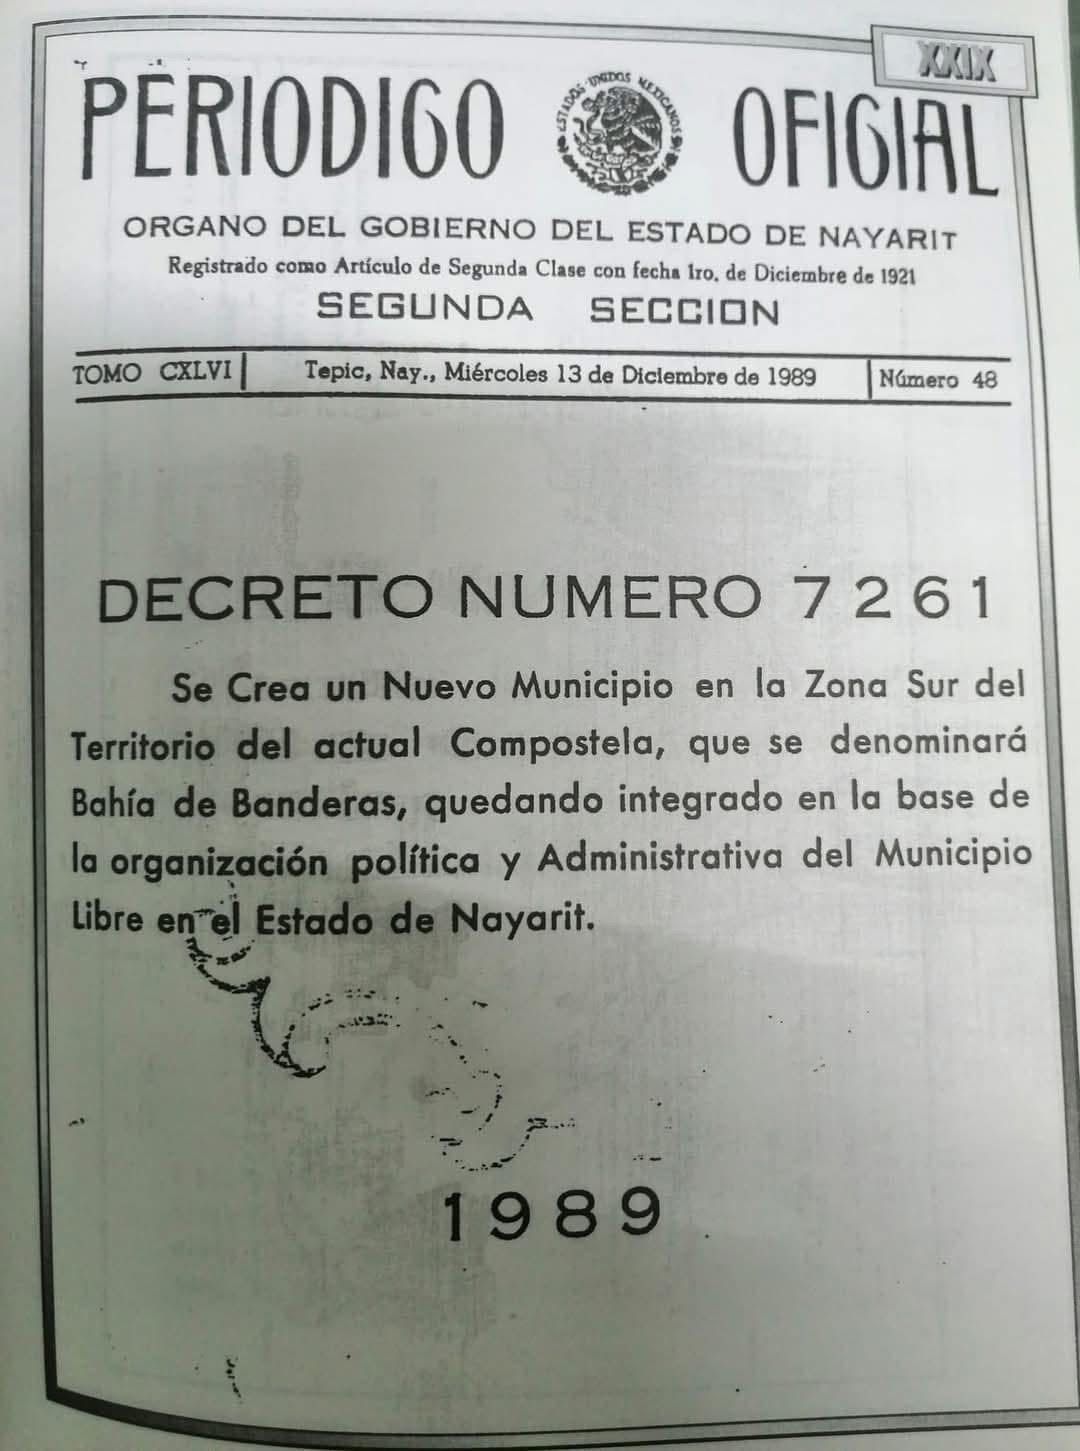 XXIX
PERIODICO OFICIAL
ESTADOS UNIDOS MEXICANOS
ORGANO DEL GOBIERNO DEL ESTADO DE NAYARIT
Registrado como Artículo de Segunda Clase con fecha 1ro. de Diciembre de 1921
SEGUNDA SECCION
TOMO CXLVI Tepic, Nay., Miércoles 13 de Diciembre de 1989 Número 48
DECRETO NUMERO 7261
Se Crea un Nuevo Municipio en la Zona Sur del
Territorio del actual Compostela, que se denominará
Bahía de Banderas, quedando integrado en la base de
la organización política y Administrativa del Municipio
Libre en el Estado de Nayarit.
1989